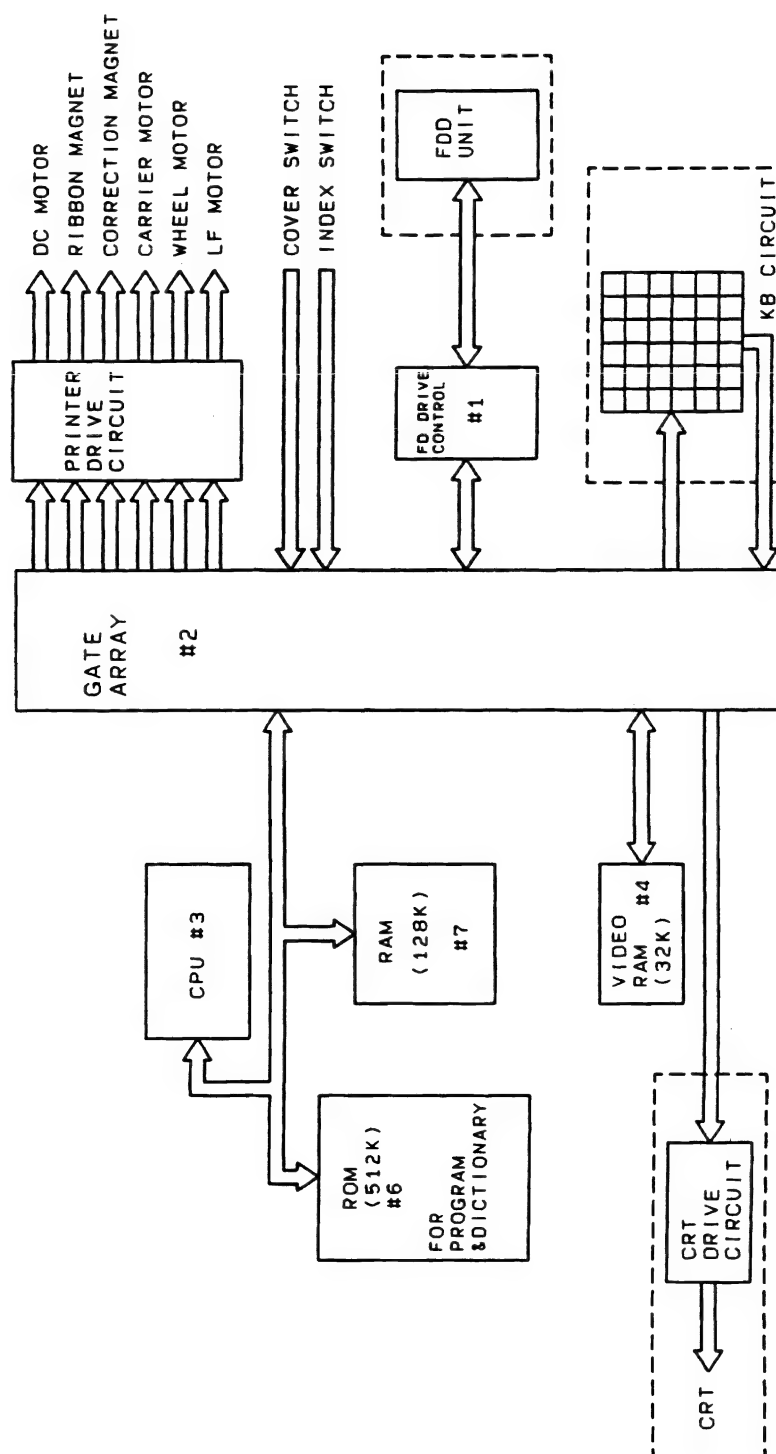 DC MOTOR
RIBBON MAGNET
CORRECTION MAGNET
CARRIER MOTOR
WHEEL MOTOR
LF MOTOR
COVER SWITCH
INDEX SWITCH
PRINTER
DRIVE
CIRCUIT
FDD
UNIT
FD DRIVE
CONTROL
#1
KB CIRCUIT
GATE
ARRAY
#2
CPU #3
RAM
(128K)
#7
ROM
(512K)
#6
FOR
PROGRAM
&DICTIONARY
VIDEO
RAM #4
(32K)
CRT
DRIVE
CIRCUIT
CRT